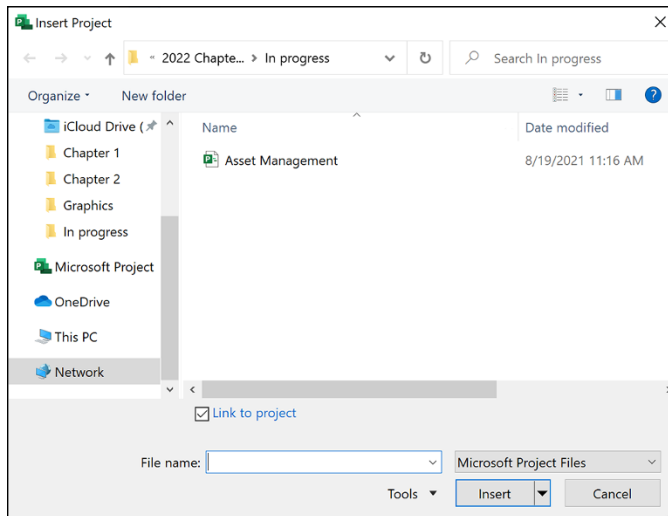 Insert Project
« 2022 Chapte... > In progress
Search In progress
Organize
New folder
Name
Date modified
iCloud Drive (
Chapter 1
Chapter 2
Graphics
In progress
Microsoft Project
OneDrive
This PC
Network
Asset Management
8/19/2021 11:16 AM
Link to project
File name:
Microsoft Project Files
Tools
Insert
Cancel